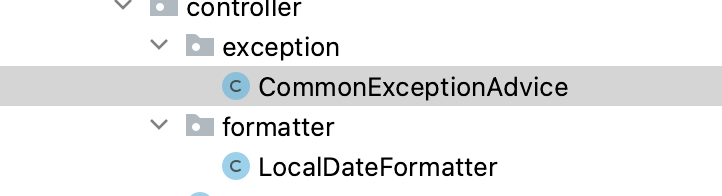 controller
exception
CommonExceptionAdvice
formatter
LocalDateFormatter